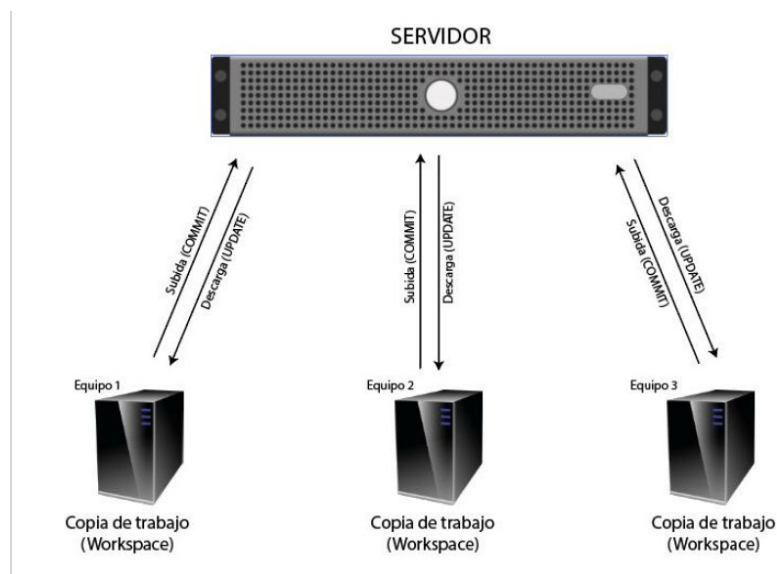 SERVIDOR
Subida (COMMIT)
Descarga (UPDATE)
Subida (COMMIT)
Descarga (UPDATE)
Subida (COMMIT)
Descarga (UPDATE)
Equipo 1
Equipo 2
Equipo 3
Copia de trabajo
(Workspace)
Copia de trabajo
(Workspace)
Copia de trabajo
(Workspace)